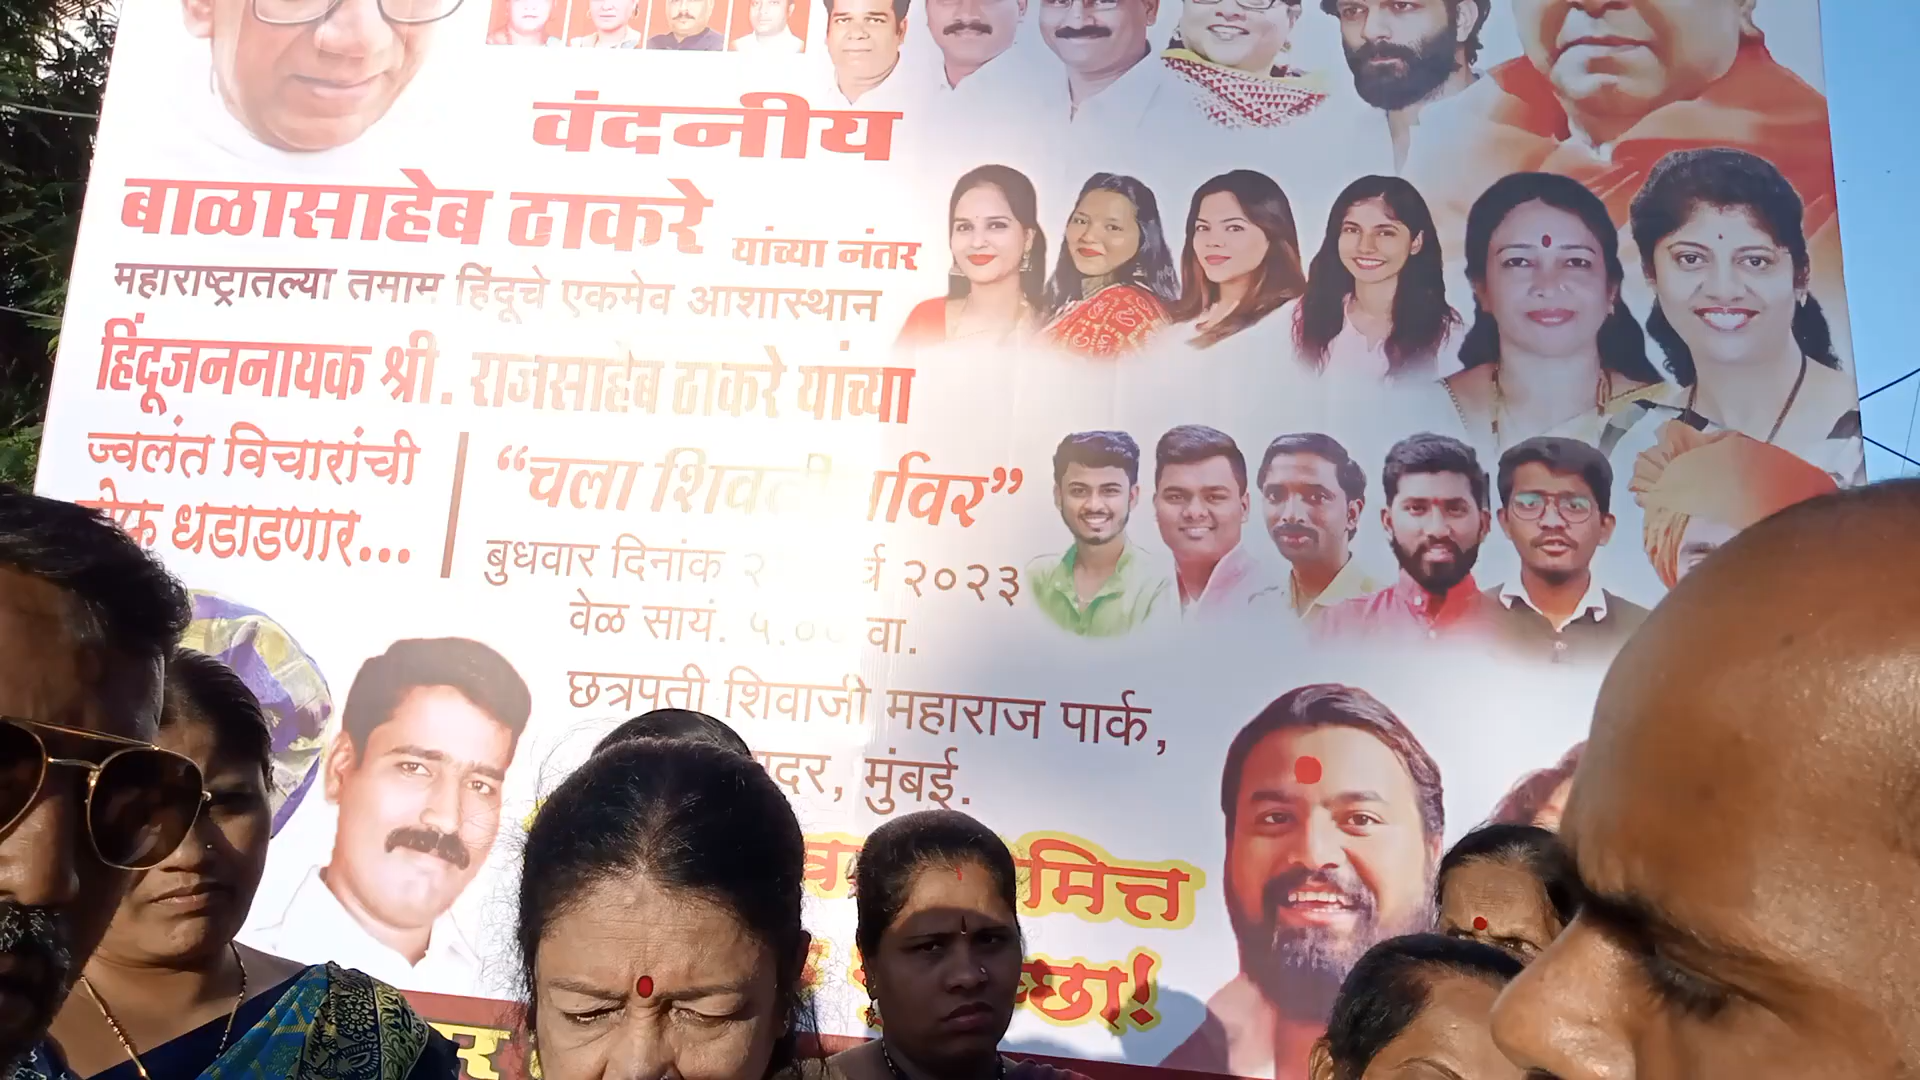 वंदनीय
बाळासाहेब ठाकरे यांच्या नंतर
महाराष्ट्रातल्या तमाम हिंदूंचे एकमेव आशास्थान
हिंदूजननायक श्री. राजसाहेब ठाकरे यांच्या
ज्वलंत विचारांची
धडाडणार...
“चला
बुधवार दिनांक २०२३
वेळ सायं. वा.
छत्रपती शिवाजी महाराज पार्क,
मुंबई.